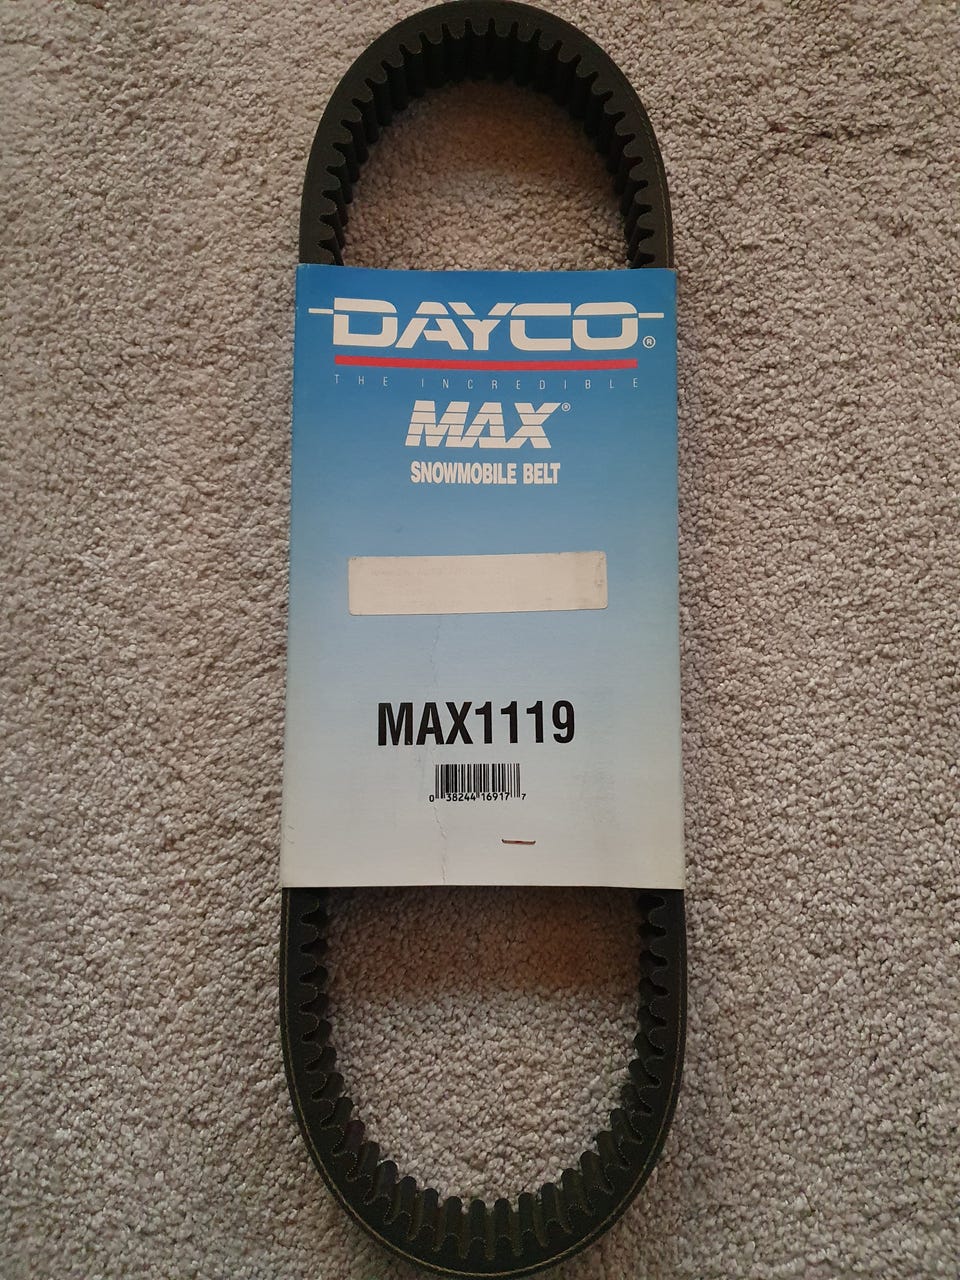 DAYCO®
THE INCREDIBLE
MAX®
SNOWMOBILE BELT
MAX1119
0 38244 16917 7